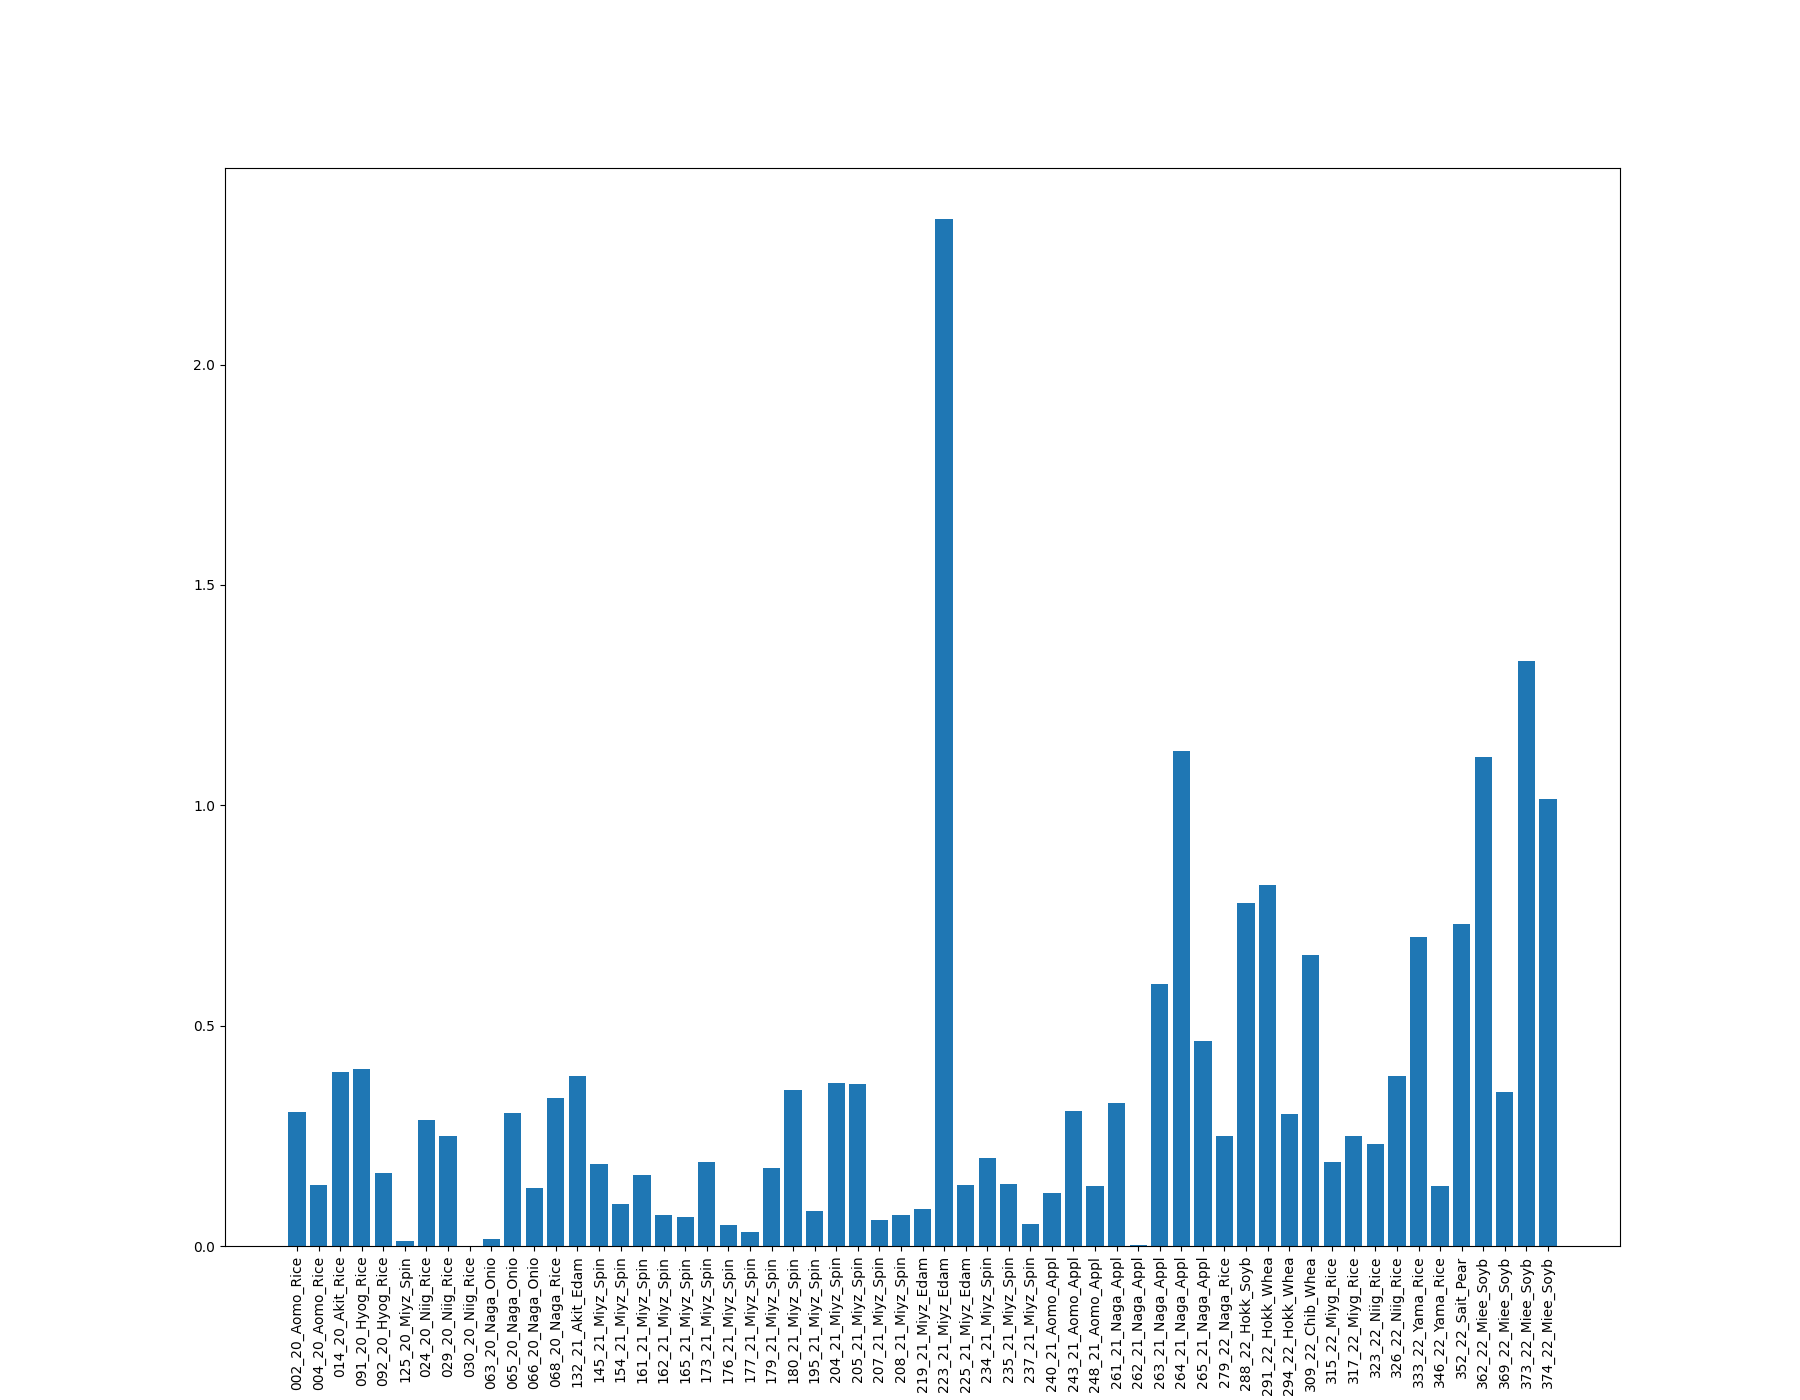 2.0
1.5
1.0
0.5
0.0
002_20_Aomo_Rice
004_20_Aomo_Rice
014_20_Akit_Rice
091_20_Hyog_Rice
092_20_Hyog_Rice
125_20_Miyz_Spin
024_20_Niig_Rice
029_20_Niig_Rice
030_20_Niig_Rice
063_20_Naga_Onio
065_20_Naga_Onio
066_20_Naga_Onio
068_20_Naga_Rice
132_21_Akit_Edam
145_21_Miyz_Spin
154_21_Miyz_Spin
161_21_Miyz_Spin
162_21_Miyz_Spin
165_21_Miyz_Spin
173_21_Miyz_Spin
176_21_Miyz_Spin
177_21_Miyz_Spin
179_21_Miyz_Spin
180_21_Miyz_Spin
195_21_Miyz_Spin
204_21_Miyz_Spin
205_21_Miyz_Spin
207_21_Miyz_Spin
208_21_Miyz_Spin
219_21_Miyz_Edam
223_21_Miyz_Edam
225_21_Miyz_Edam
234_21_Miyz_Spin
235_21_Miyz_Spin
237_21_Miyz_Spin
240_21_Aomo_Appl
243_21_Aomo_Appl
248_21_Aomo_Appl
261_21_Naga_Appl
262_21_Naga_Appl
263_21_Naga_Appl
264_21_Naga_Appl
265_21_Naga_Appl
279_22_Naga_Rice
288_22_Hokk_Soyb
291_22_Hokk_Whea
294_22_Hokk_Whea
309_22_Chib_Whea
315_22_Miyg_Rice
317_22_Miyg_Rice
323_22_Niig_Rice
326_22_Niig_Rice
333_22_Yama_Rice
346_22_Yama_Rice
352_22_Sait_Pear
362_22_Miee_Soyb
369_22_Miee_Soyb
373_22_Miee_Soyb
374_22_Miee_Soyb